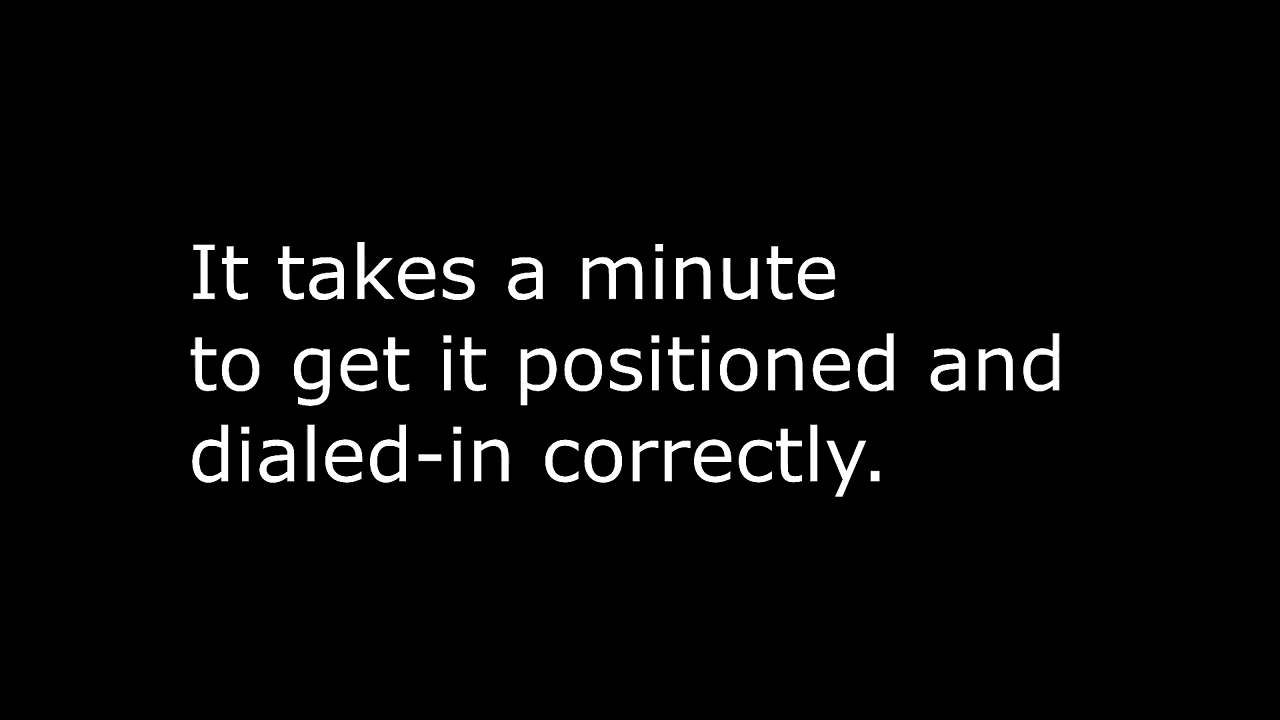 It takes a minute
to get it positioned and
dialed-in correctly.